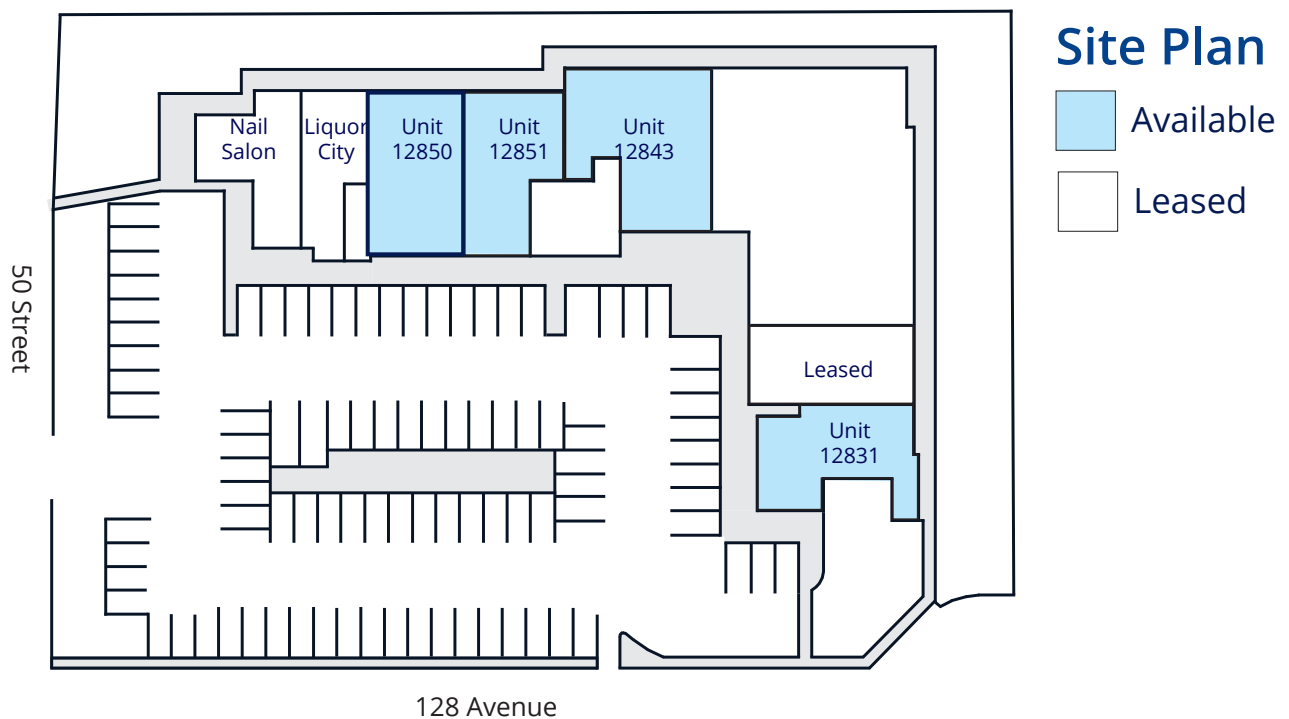 Site Plan
Available
Leased
Nail
Salon
Liquor
City
Unit
12850
Unit
12851
Unit
12843
Leased
Unit
12831
50 Street
128 Avenue